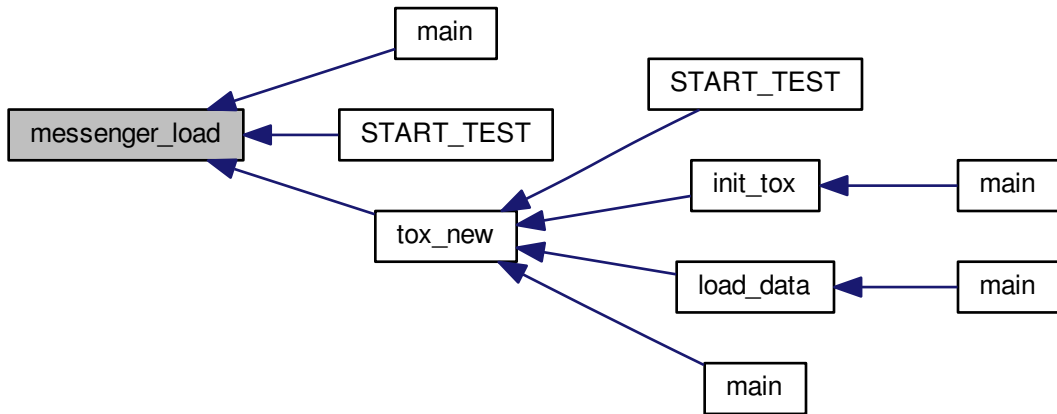 main
START_TEST
messenger_load
START_TEST
init_tox
main
tox_new
load_data
main
main